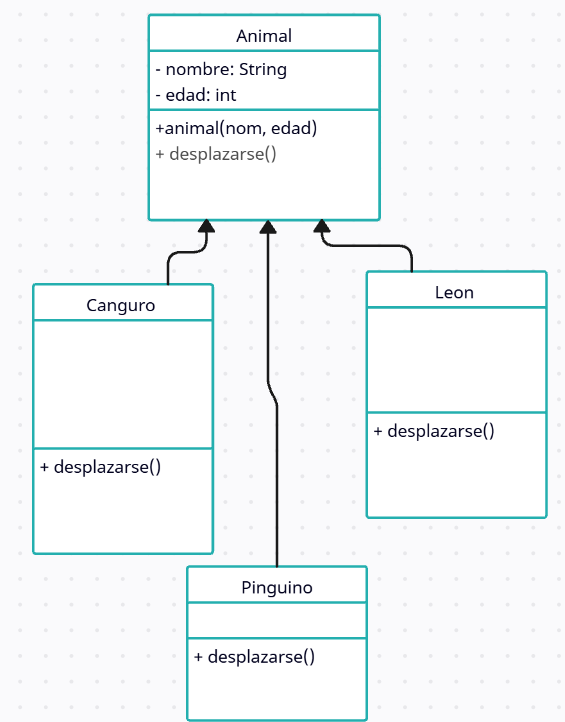 Animal
- nombre: String
- edad: int
+animal(nom, edad)
+ desplazarse()
Canguro
+ desplazarse()
Leon
+ desplazarse()
Pinguino
+ desplazarse()